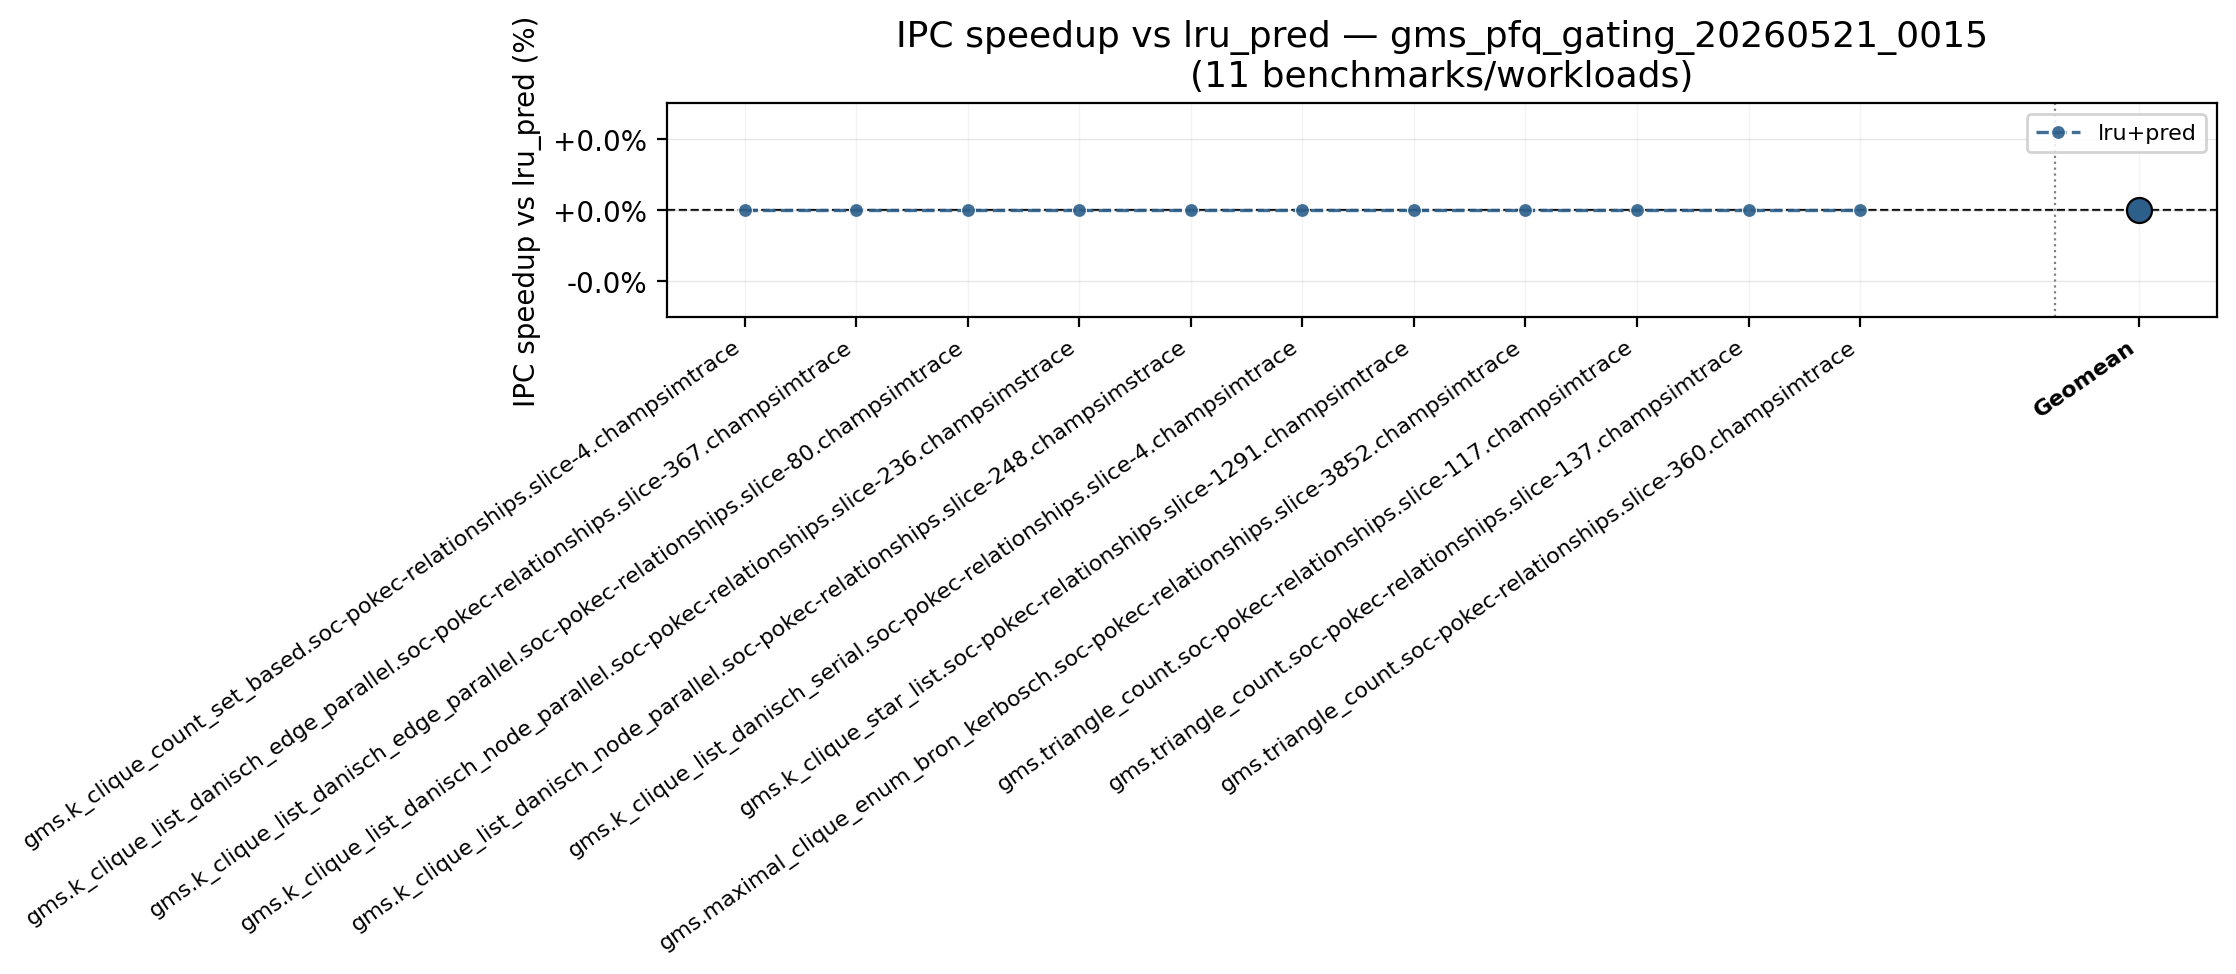 IPC speedup vs lru_pred — gms_pfq_gating_20260521_0015
(11 benchmarks/workloads)
IPC speedup vs lru_pred (%)
+0.0%
+0.0%
-0.0%
lru+pred
gms.k_clique_count_set_based.soc-pokec-relationships.slice-4.champsimtrace
gms.k_clique_list_danisch_edge_parallel.soc-pokec-relationships.slice-367.champsimtrace
gms.k_clique_list_danisch_edge_parallel.soc-pokec-relationships.slice-80.champsimtrace
gms.k_clique_list_danisch_node_parallel.soc-pokec-relationships.slice-236.champsimstrace
gms.k_clique_list_danisch_node_parallel.soc-pokec-relationships.slice-248.champsimstrace
gms.k_clique_list_danisch_serial.soc-pokec-relationships.slice-4.champsimtrace
gms.k_clique_star_list.soc-pokec-relationships.slice-1291.champsimtrace
gms.maximal_clique_enum_bron_kerbosch.soc-pokec-relationships.slice-3852.champsimtrace
gms.triangle_count.soc-pokec-relationships.slice-117.champsimtrace
gms.triangle_count.soc-pokec-relationships.slice-137.champsimtrace
gms.triangle_count.soc-pokec-relationships.slice-360.champsimtrace
Geomean